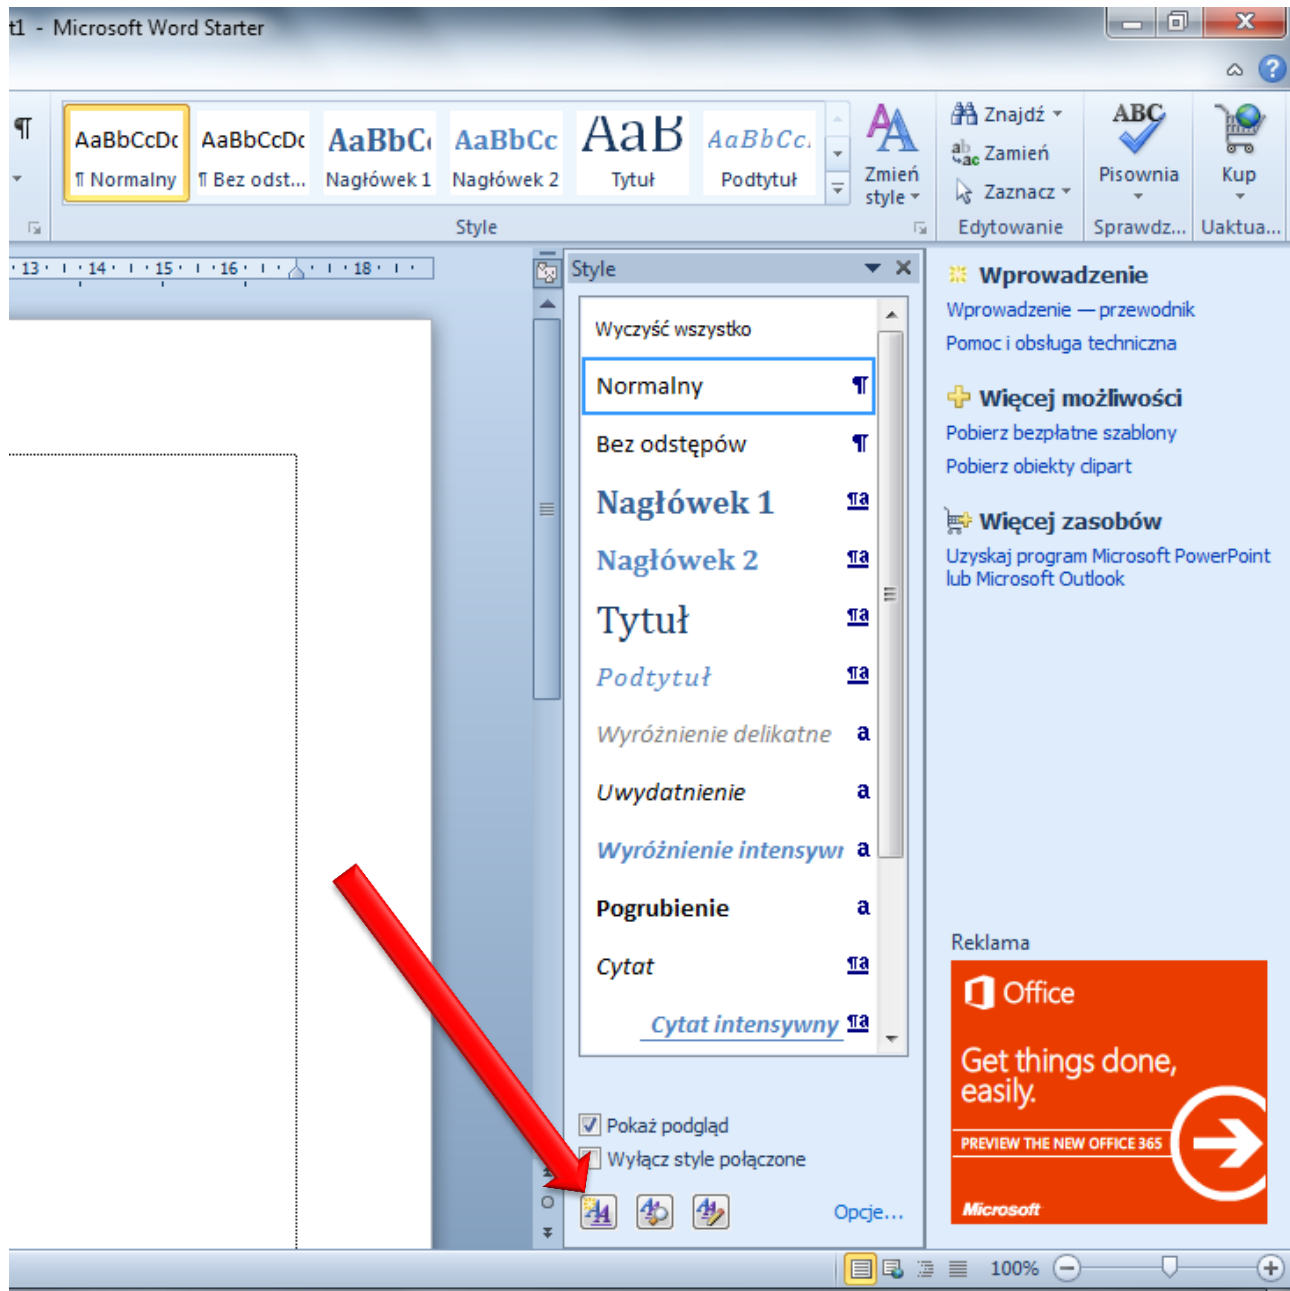 t1 - Microsoft Word Starter
AaBbCcDc AaBbCcDc AaBbC AaBbCc AaB AaBbCc.
¶ Normalny ¶ Bez odst... Nagłówek 1 Nagłówek 2 Tytuł Podtytuł
Zmień
style
Znajdź
Zamień
Zaznacz
ABC
Pisownia
Kup
Style
Edytowanie
Sprawdz...
Uaktua...
13 14 15 16 18
Style
Wyczyść wszystko
Normalny ¶
Bez odstępów ¶
Nagłówek 1 ¶a
Nagłówek 2 ¶a
Tytuł ¶a
Podtytuł ¶a
Wyróżnienie delikatne a
Uwydatnienie a
Wyróżnienie intensywn a
Pogrubienie a
Cytat ¶a
Cytat intensywny ¶a
Pokaż podgląd
Wyłącz style połączone
Opcje...
Wprowadzenie
Wprowadzenie — przewodnik
Pomoc i obsługa techniczna
Więcej możliwości
Pobierz bezpłatne szablony
Pobierz obiekty clipart
Więcej zasobów
Uzyskaj program Microsoft PowerPoint
lub Microsoft Outlook
Reklama
Office
Get things done,
easily.
PREVIEW THE NEW OFFICE 365
Microsoft
100%